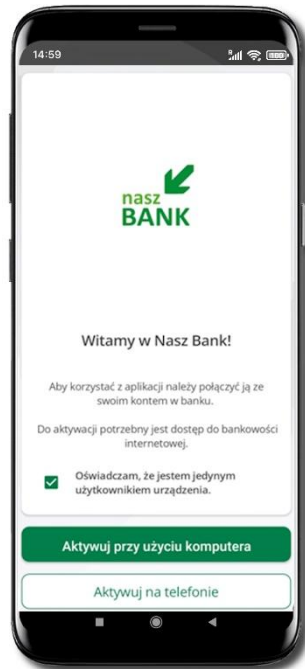 14:59
nasz
BANK
Witamy w Nasz Bank!
Aby korzystać z aplikacji należy połączyć ją ze
swoim kontem w banku.
Do aktywacji potrzebny jest dostęp do bankowości
internetowej.
Oświadczam, że jestem jedynym
użytkownikiem urządzenia.
Aktywuj przy użyciu komputera
Aktywuj na telefonie